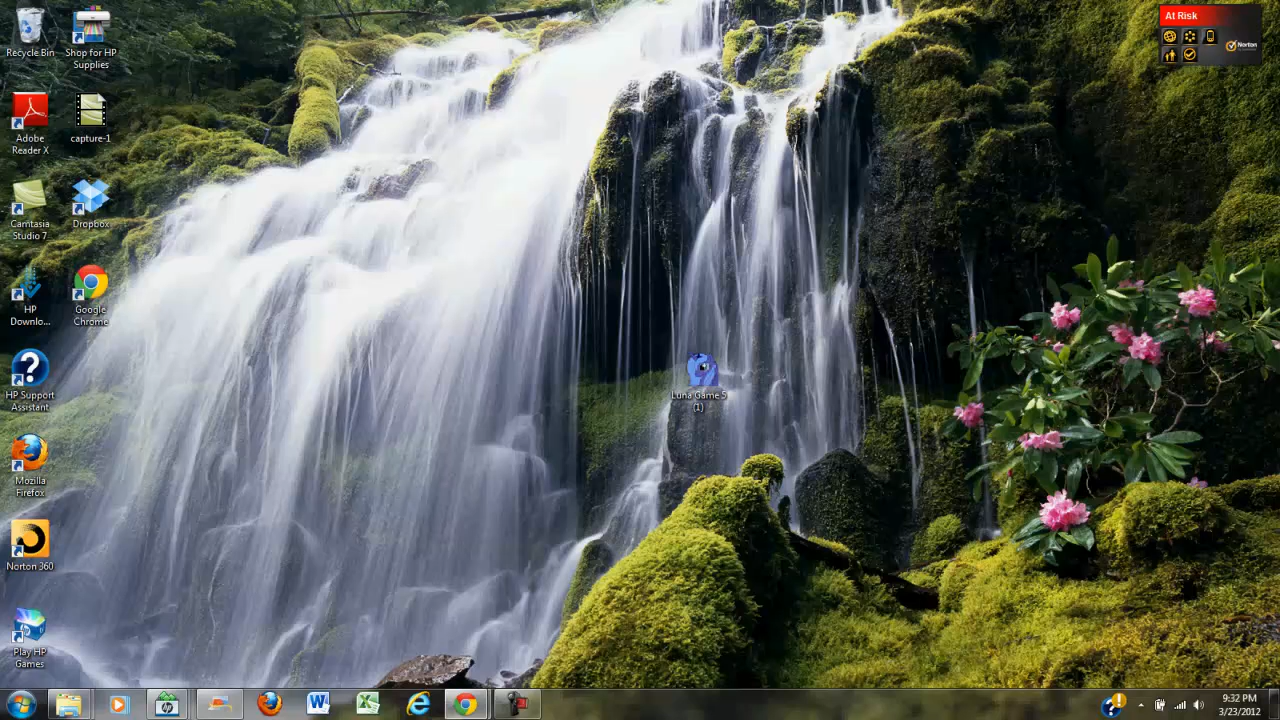 Recycle Bin
Shop for HP
Supplies
Adobe
Reader X
capture-1
Camtasia
Studio 7
Dropbox
HP
Downlo...
Google
Chrome
HP Support
Assistant
Mozilla
Firefox
Norton 360
Play HP
Games
Luna Game 5
(1)
At Risk
Norton
9:32 PM
3/23/2012